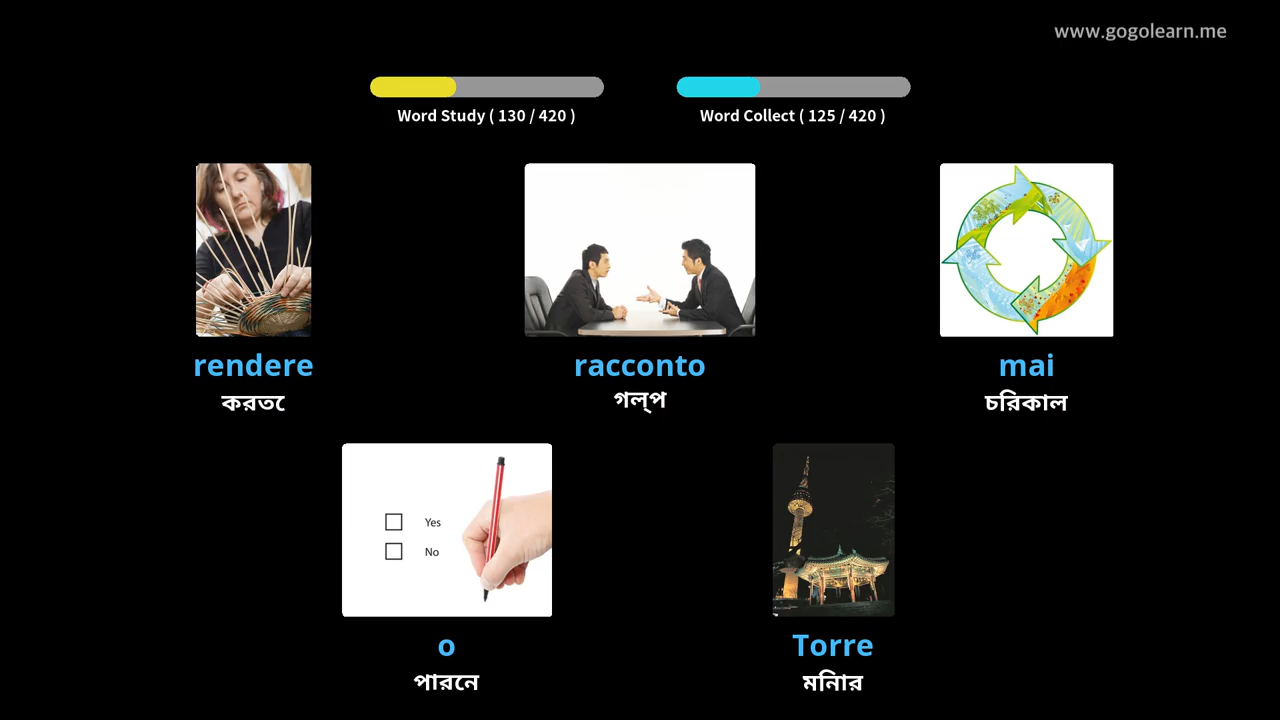 www.gogolearn.me
Word Study ( 130 / 420 )
Word Collect ( 125 / 420 )
rendere
করতে
racconto
গল্প
mai
চিরকাল
Yes
No
o
পারেন
Torre
মিনার